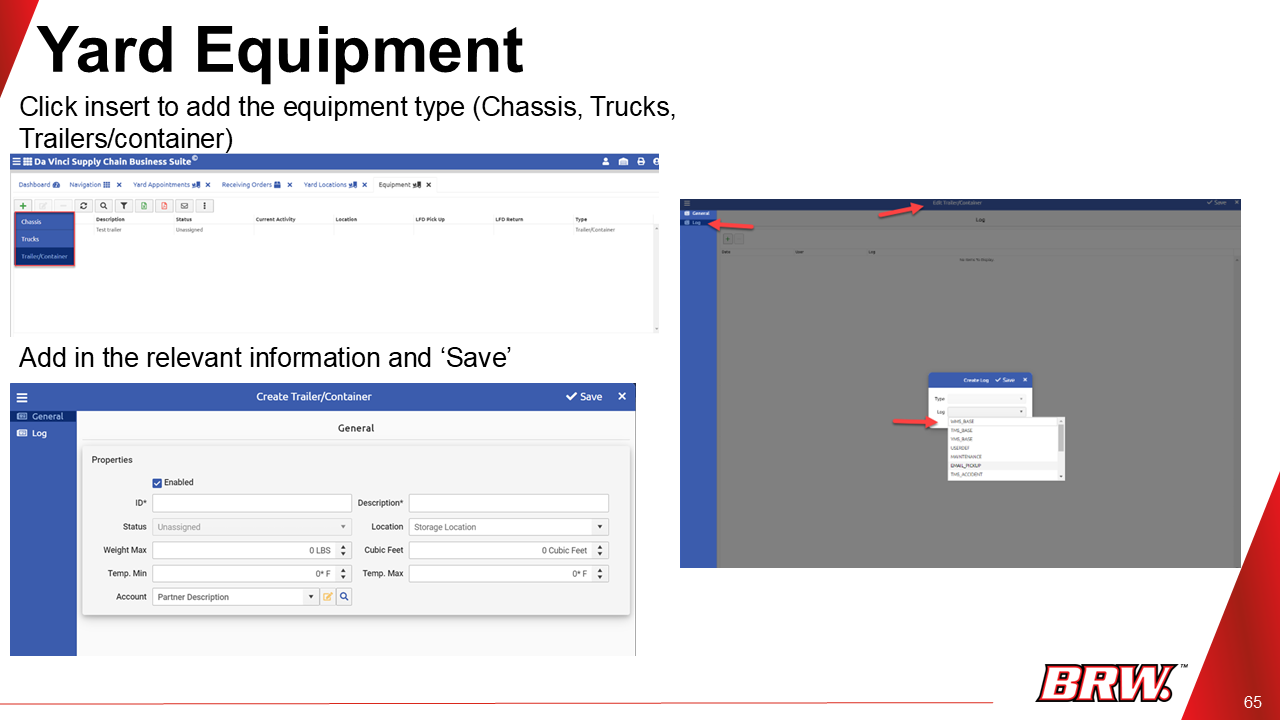 Yard Equipment
Click insert to add the equipment type (Chassis, Trucks,
Trailers/container)
Da Vinci Supply Chain Business Suite©
Dashboard Navigation Yard Appointments Receiving Orders Yard Locations Equipment
Chassis
Trucks
Trailer/Container
Description Status Current Activity Location LFD Pick Up LFD Return Type
Test trailer Unassigned Trailer/Container
Add in the relevant information and ‘Save’
Create Trailer/Container Save
General
Log
General
Properties
Enabled
ID* Description*
Status Unassigned Location Storage Location
Weight Max 0 LBS Cubic Feet 0 Cubic Feet
Temp. Min 0° F Temp. Max 0° F
Account Partner Description
Edit Trailer/Container Save
General
Log
Log
Date User Log
No items to display
Create Log Save
Type
Log
WMS_BASE
TMS_BASE
YMS_BASE
USERDEF
MAINTENANCE
EMAIL_PICKUP
TMS_ACCIDENT
BRW.™
65